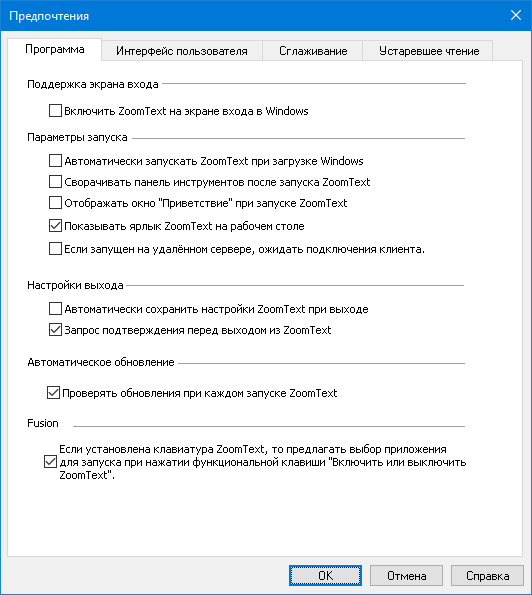 Предпочтения
Программа
Интерфейс пользователя
Сглаживание
Устаревшее чтение
Поддержка экрана входа
Включить ZoomText на экране входа в Windows
Параметры запуска
Автоматически запускать ZoomText при загрузке Windows
Сворачивать панель инструментов после запуска ZoomText
Отображать окно "Приветствие" при запуске ZoomText
Показывать ярлык ZoomText на рабочем столе
Если запущен на удалённом сервере, ожидать подключения клиента.
Настройки выхода
Автоматически сохранить настройки ZoomText при выходе
Запрос подтверждения перед выходом из ZoomText
Автоматическое обновление
Проверять обновления при каждом запуске ZoomText
Fusion
Если установлена клавиатура ZoomText, то предлагать выбор приложения
для запуска при нажатии функциональной клавиши "Включить или выключить
ZoomText".
OK
Отмена
Справка